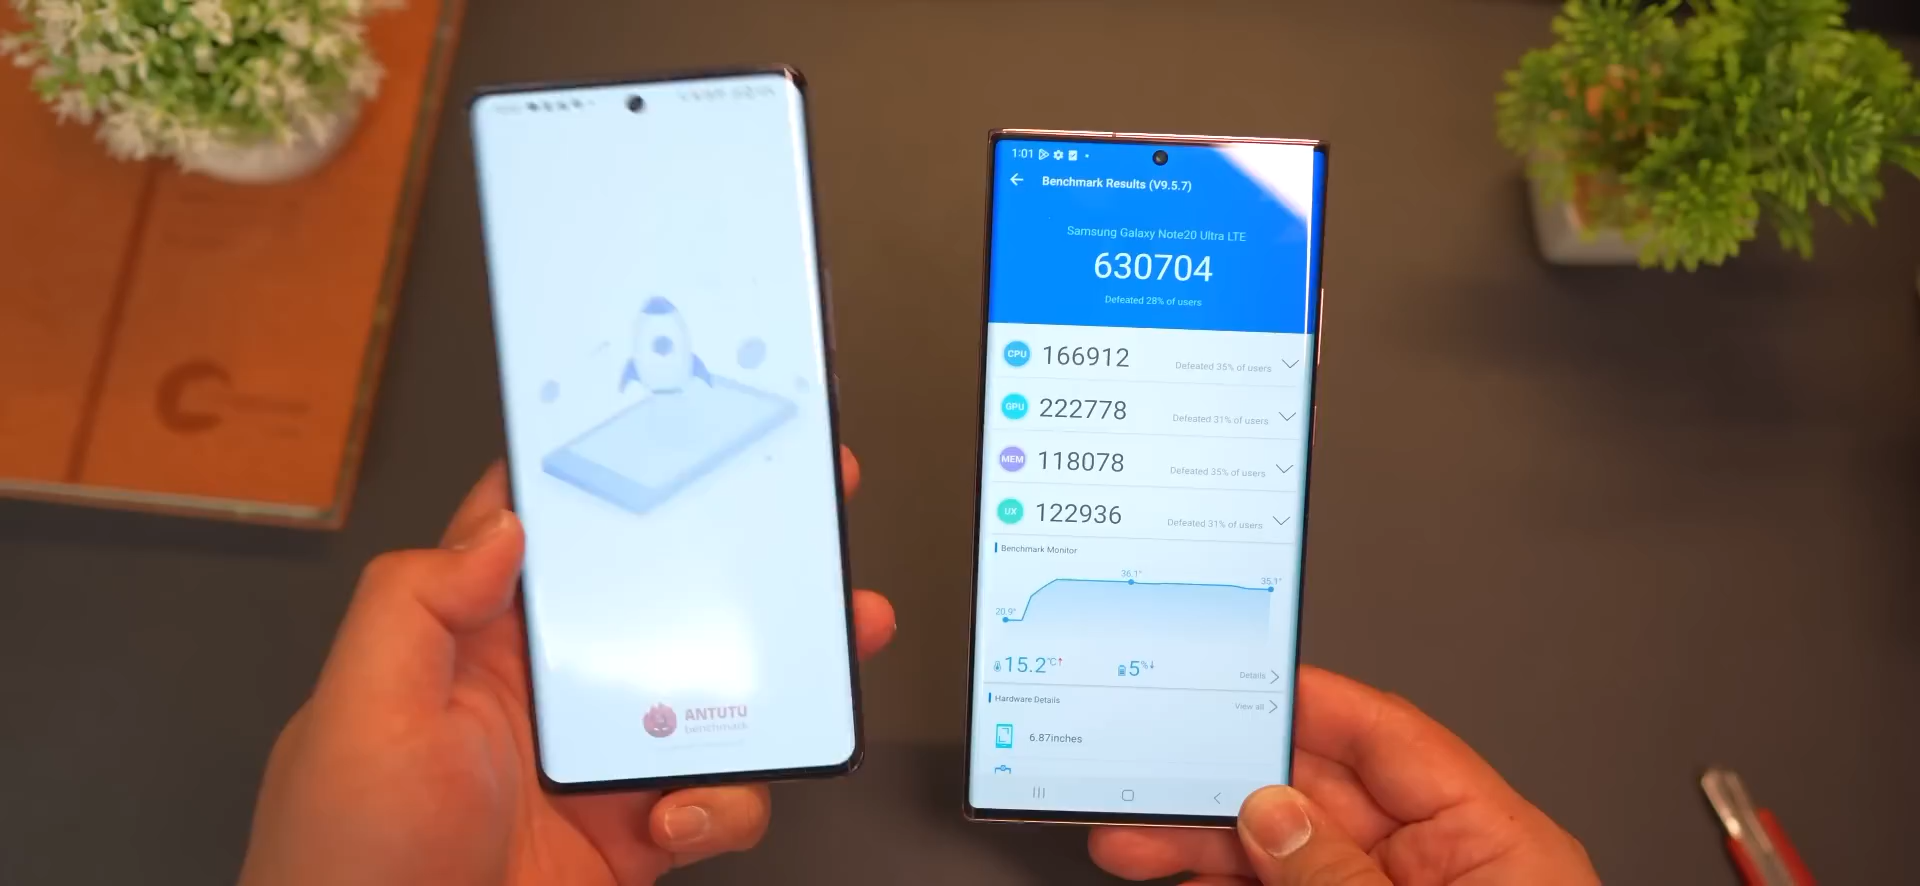 ANTUTU
benchmark
1:01
Benchmark Results (V9.5.7)
Samsung Galaxy Note20 Ultra LTE
630704
Defeated 28% of users
CPU 166912 Defeated 35% of users
GPU 222778 Defeated 31% of users
MEM 118078 Defeated 35% of users
UX 122936 Defeated 31% of users
Benchmark Monitor
36.1°
35.1°
20.9°
15.2°C↑ 5%↓ Details
Hardware Details View all
6.87inches